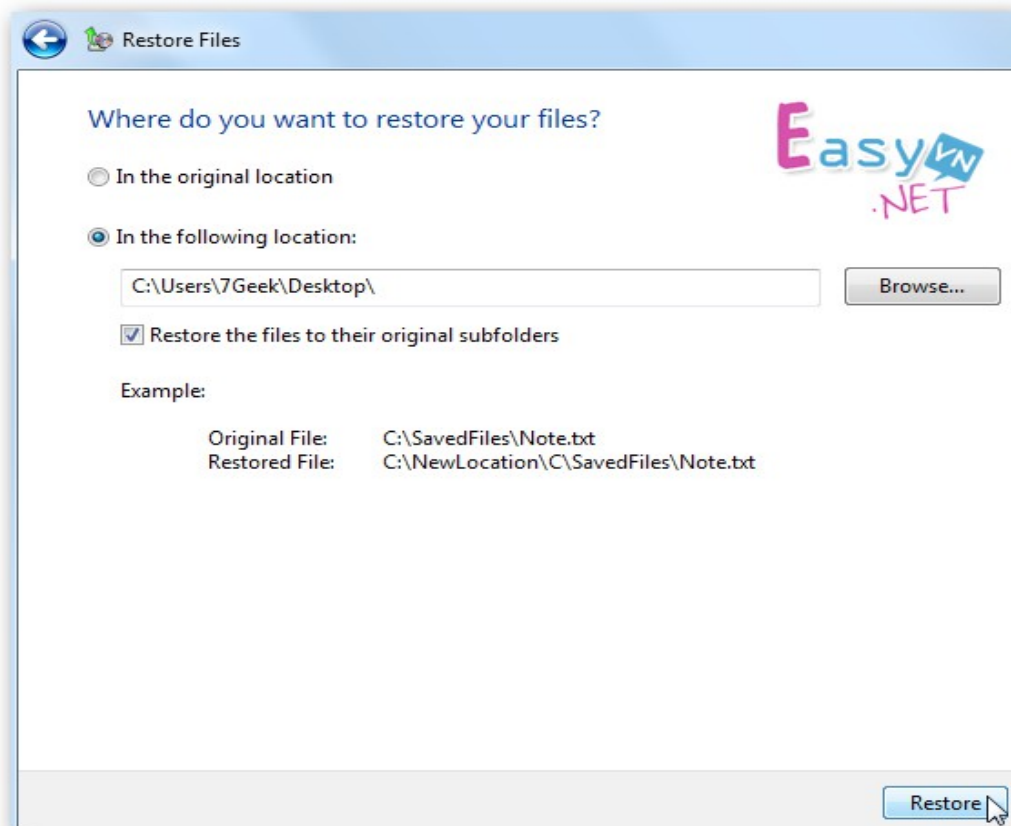 Restore Files
Where do you want to restore your files?
Easy VN
.NET
In the original location
In the following location:
C:\Users\7Geek\Desktop\
Browse...
Restore the files to their original subfolders
Example:
Original File: C:\SavedFiles\Note.txt
Restored File: C:\NewLocation\C\SavedFiles\Note.txt
Restore